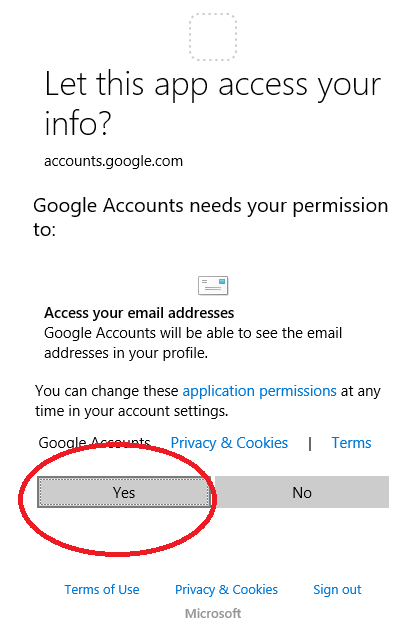 Let this app access your
info?
accounts.google.com
Google Accounts needs your permission
to:
Access your email addresses
Google Accounts will be able to see the email
addresses in your profile.
You can change these application permissions at any
time in your account settings.
Google Accounts Privacy & Cookies | Terms
Yes No
Terms of Use Privacy & Cookies Sign out
Microsoft